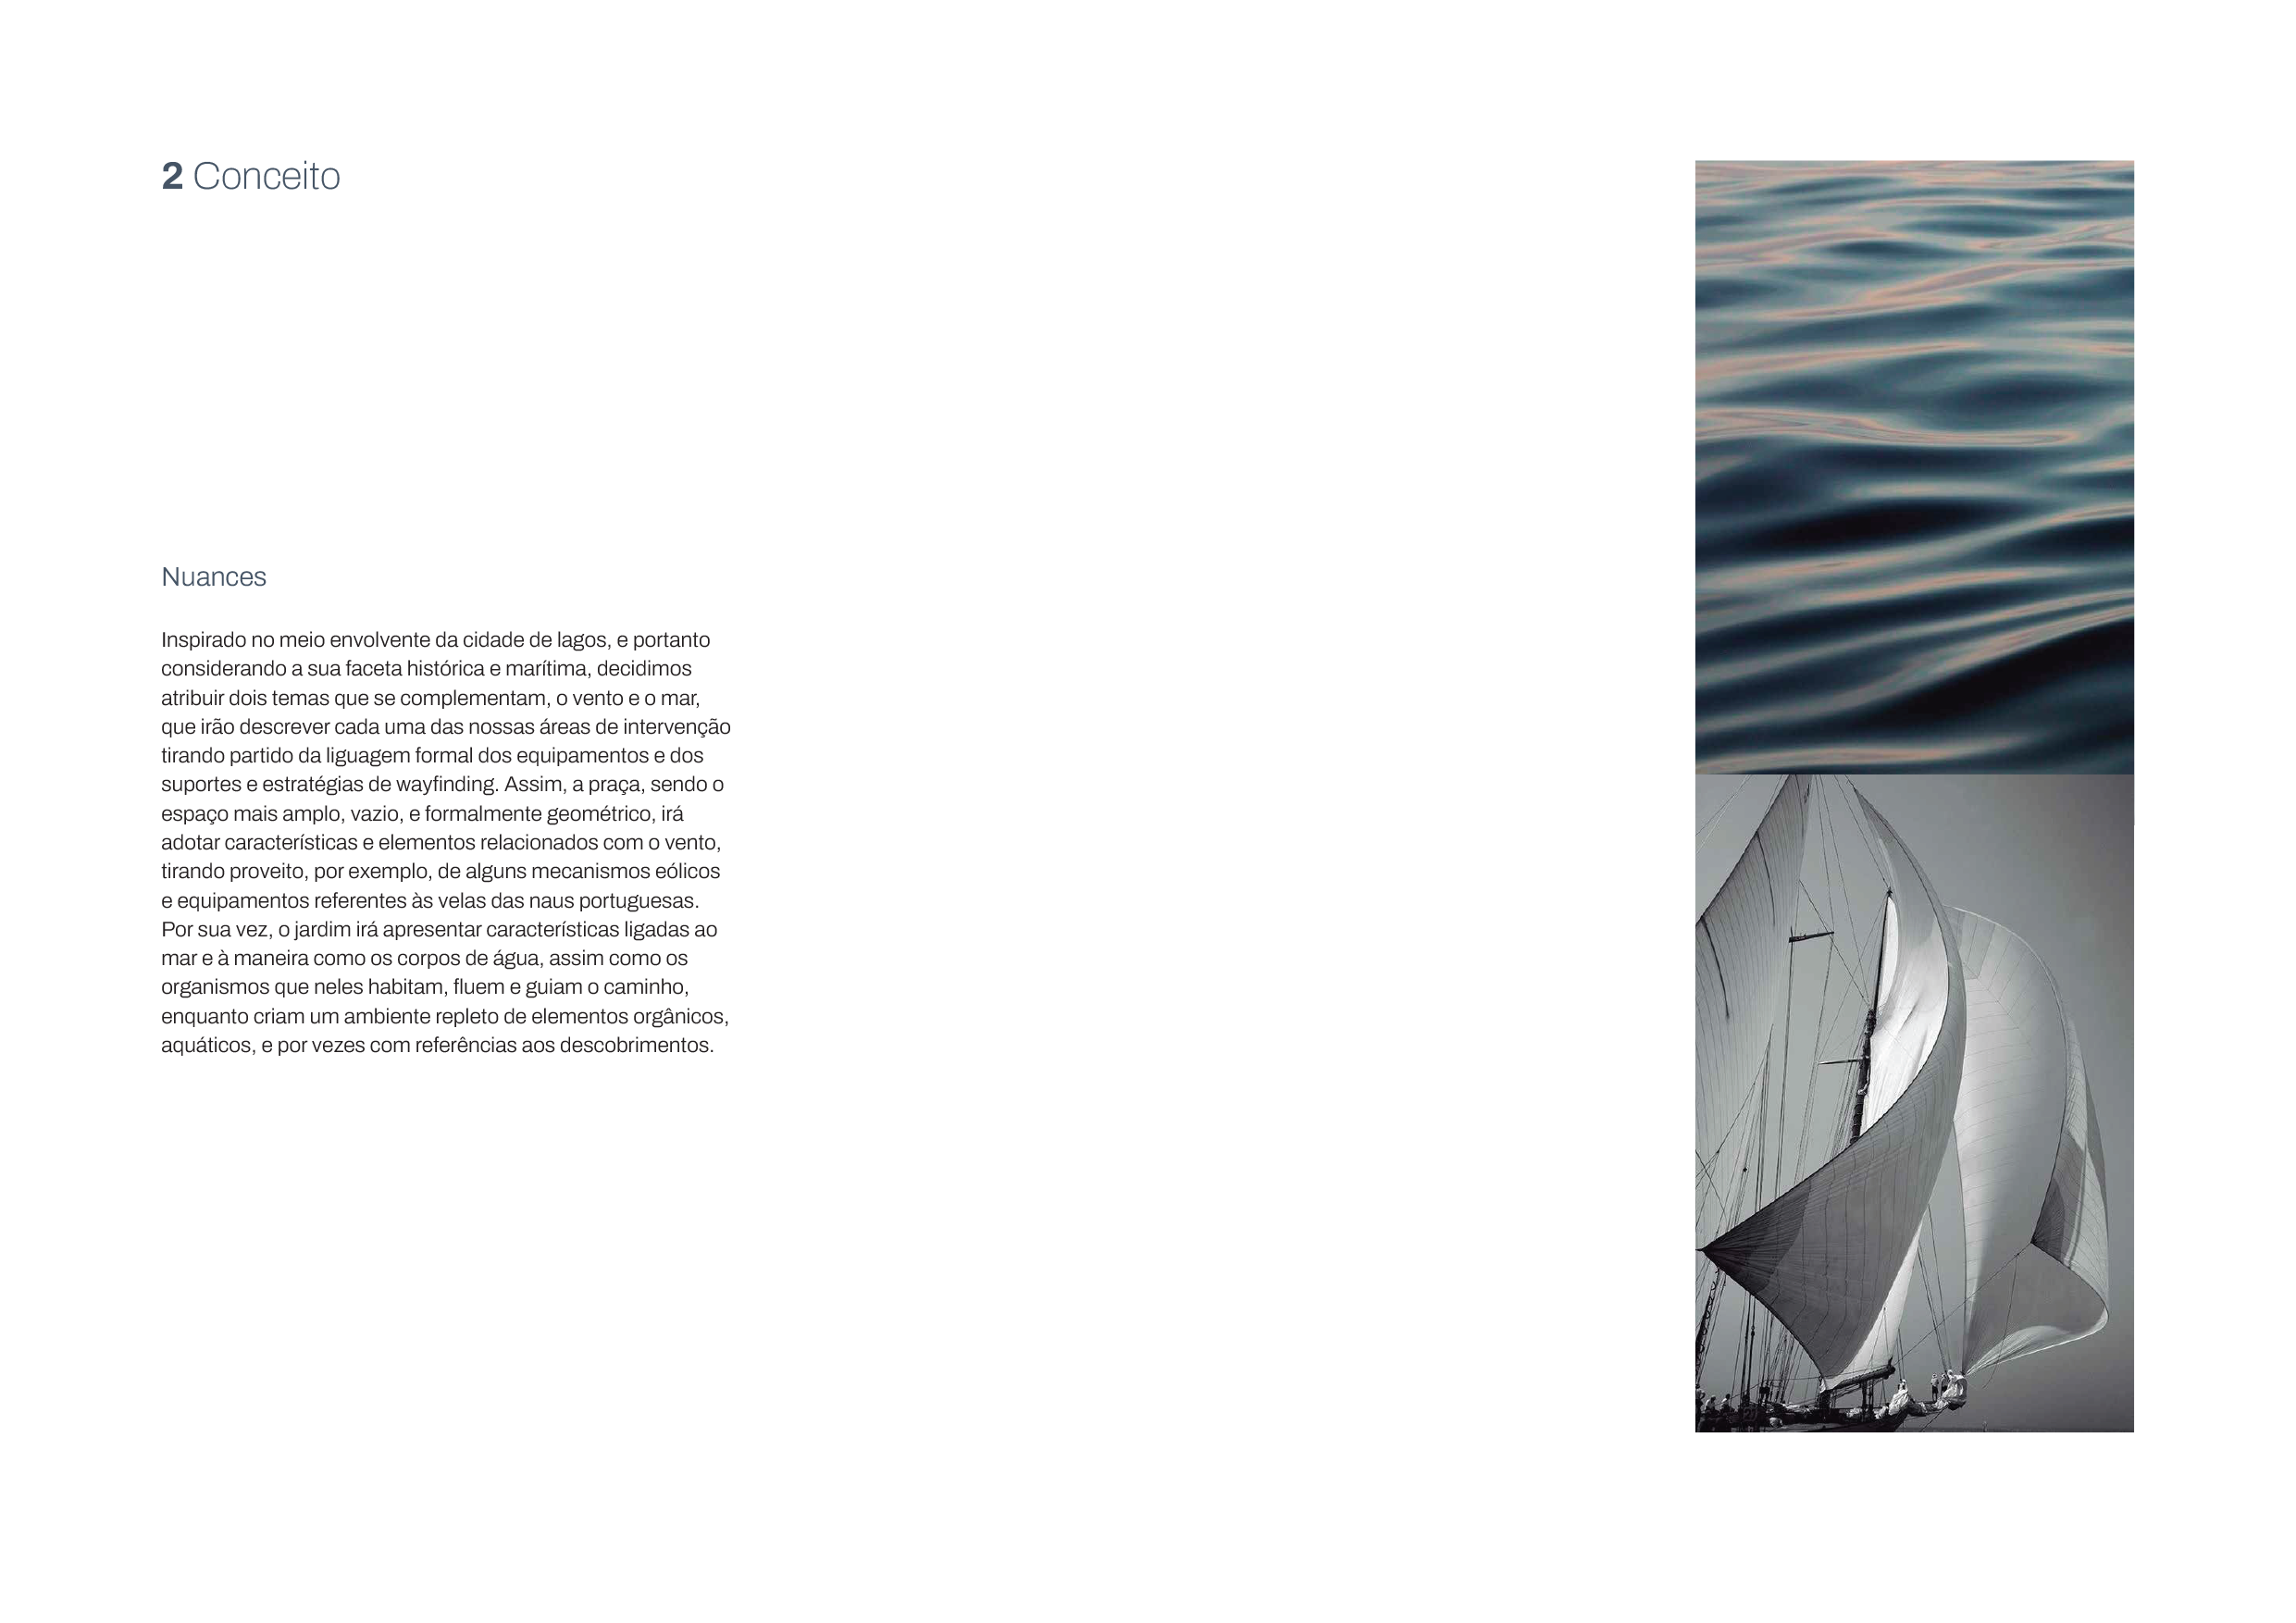 2 Conceito
Nuances
Inspirado no meio envolvente da cidade de lagos, e portanto
considerando a sua faceta histórica e marítima, decidimos
atribuir dois temas que se complementam, o vento e o mar,
que irão descrever cada uma das nossas áreas de intervenção
tirando partido da liguagem formal dos equipamentos e dos
suportes e estratégias de wayfinding. Assim, a praça, sendo o
espaço mais amplo, vazio, e formalmente geométrico, irá
adotar características e elementos relacionados com o vento,
tirando proveito, por exemplo, de alguns mecanismos eólicos
e equipamentos referentes às velas das naus portuguesas.
Por sua vez, o jardim irá apresentar características ligadas ao
mar e à maneira como os corpos de água, assim como os
organismos que neles habitam, fluem e guiam o caminho,
enquanto criam um ambiente repleto de elementos orgânicos,
aquáticos, e por vezes com referências aos descobrimentos.